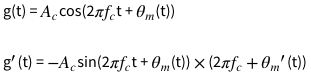 g(t) = A_c cos(2πf_c t + θ_m(t))
g′ (t) = −A_c sin(2πf_c t + θ_m(t)) × (2πf_c + θ_m′ (t))